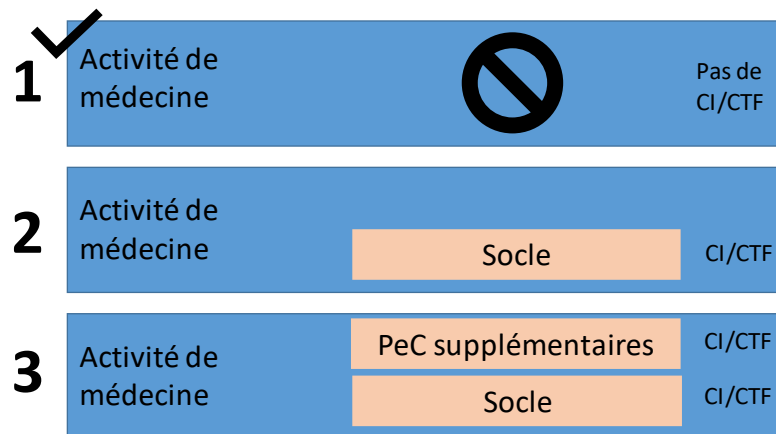 1
Activité de
médecine
Pas de
CI/CTF
2
Activité de
médecine
Socle
CI/CTF
3
Activité de
médecine
PeC supplémentaires
CI/CTF
Socle
CI/CTF